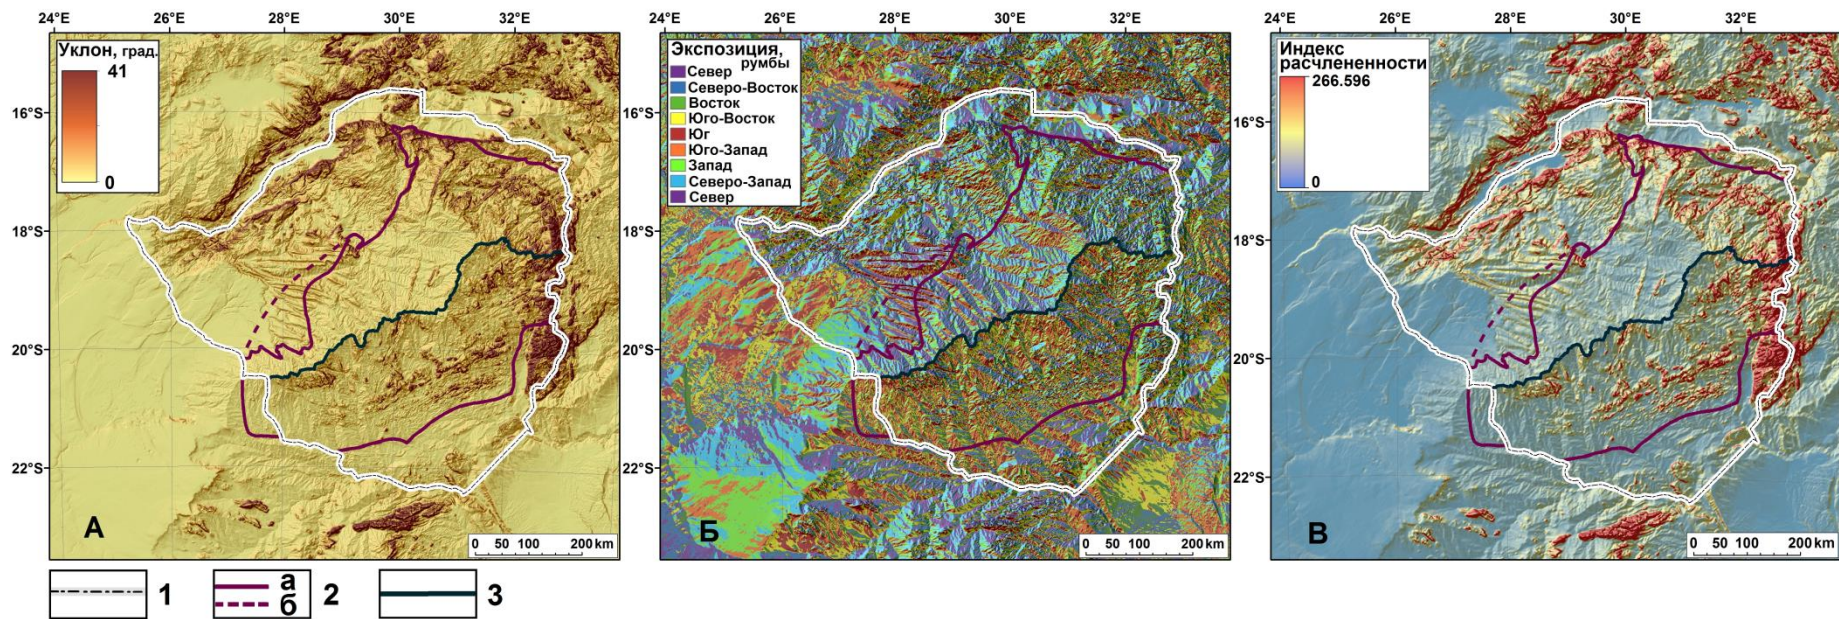 24°E 26°E 28°E 30°E 32°E
Уклон, град.
41
0
16°S
18°S
20°S
22°S
А
0 50 100 200 km
24°E 26°E 28°E 30°E 32°E
Экспозиция,
румбы
Север
Северо-Восток
Восток
Юго-Восток
Юг
Юго-Запад
Запад
Северо-Запад
Север
16°S
18°S
20°S
22°S
Б
0 50 100 200 km
24°E 26°E 28°E 30°E 32°E
Индекс
расчлененности
266.596
0
16°S
18°S
20°S
22°S
В
0 50 100 200 km
1
а
б
2
3